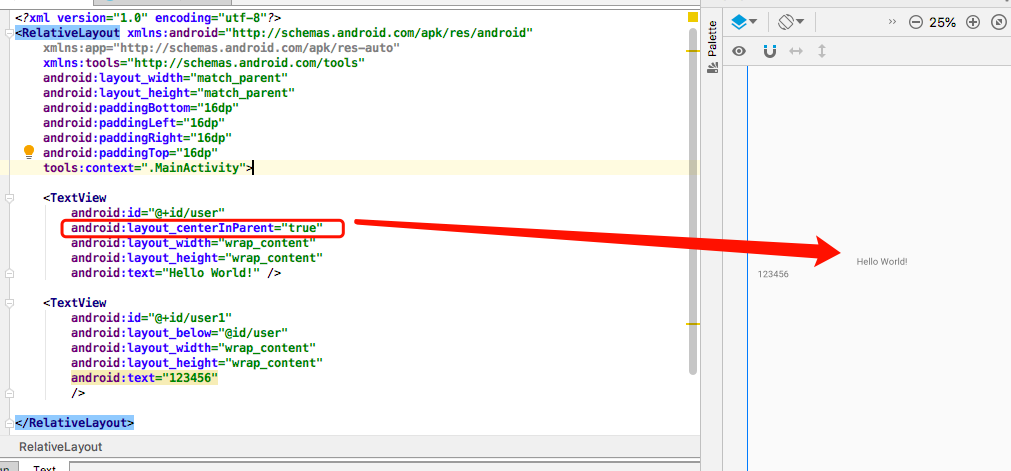 <?xml version="1.0" encoding="utf-8"?>
<RelativeLayout xmlns:android="http://schemas.android.com/apk/res/android"
xmlns:app="http://schemas.android.com/apk/res-auto"
xmlns:tools="http://schemas.android.com/tools"
android:layout_width="match_parent"
android:layout_height="match_parent"
android:paddingBottom="16dp"
android:paddingLeft="16dp"
android:paddingRight="16dp"
android:paddingTop="16dp"
tools:context=".MainActivity">
<TextView
android:id="@+id/user"
android:layout_centerInParent="true"
android:layout_width="wrap_content"
android:layout_height="wrap_content"
android:text="Hello World!" />
<TextView
android:id="@+id/user1"
android:layout_below="@id/user"
android:layout_width="wrap_content"
android:layout_height="wrap_content"
android:text="123456"
/>
</RelativeLayout>
RelativeLayout
Text
Palette
25%
Hello World!
123456